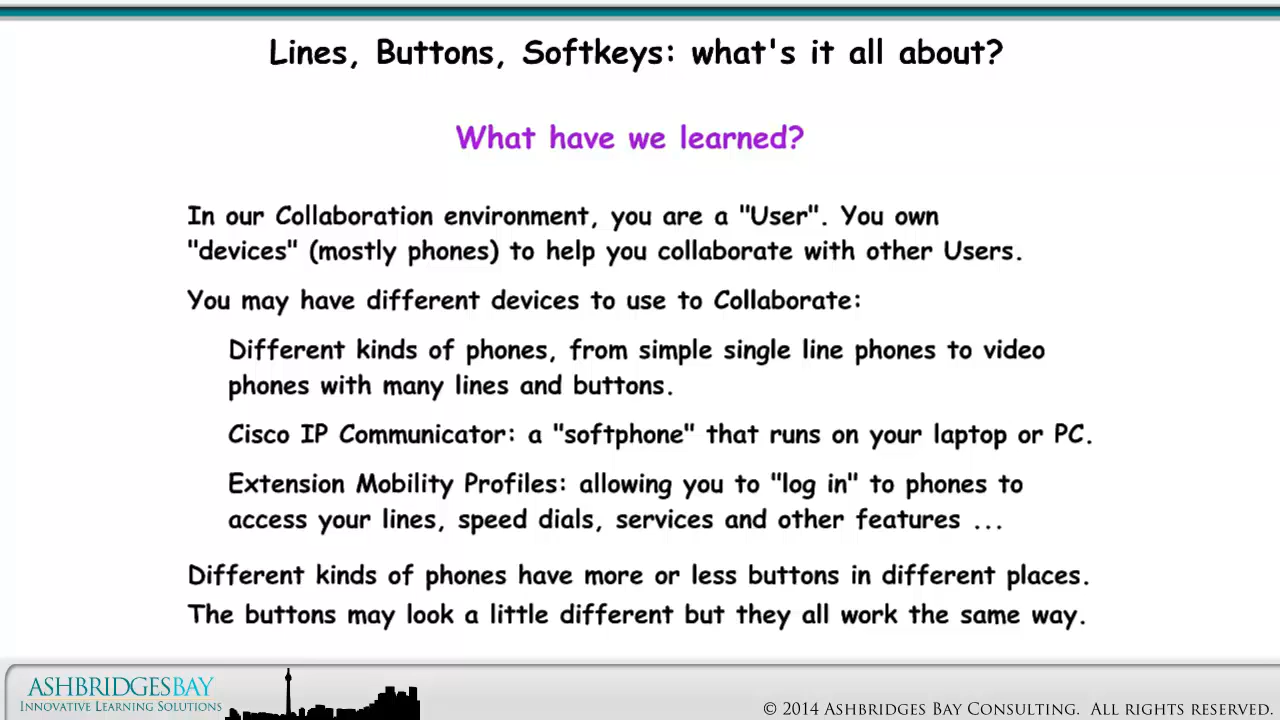 Lines, Buttons, Softkeys: what's it all about?
What have we learned?
In our Collaboration environment, you are a "User". You own
"devices" (mostly phones) to help you collaborate with other Users.
You may have different devices to use to Collaborate:
Different kinds of phones, from simple single line phones to video
phones with many lines and buttons.
Cisco IP Communicator: a "softphone" that runs on your laptop or PC.
Extension Mobility Profiles: allowing you to "log in" to phones to
access your lines, speed dials, services and other features ...
Different kinds of phones have more or less buttons in different places.
The buttons may look a little different but they all work the same way.
ASHBRIDGESBAY
INNOVATIVE LEARNING SOLUTIONS
© 2014 ASHBRIDGES BAY CONSULTING. ALL RIGHTS RESERVED.